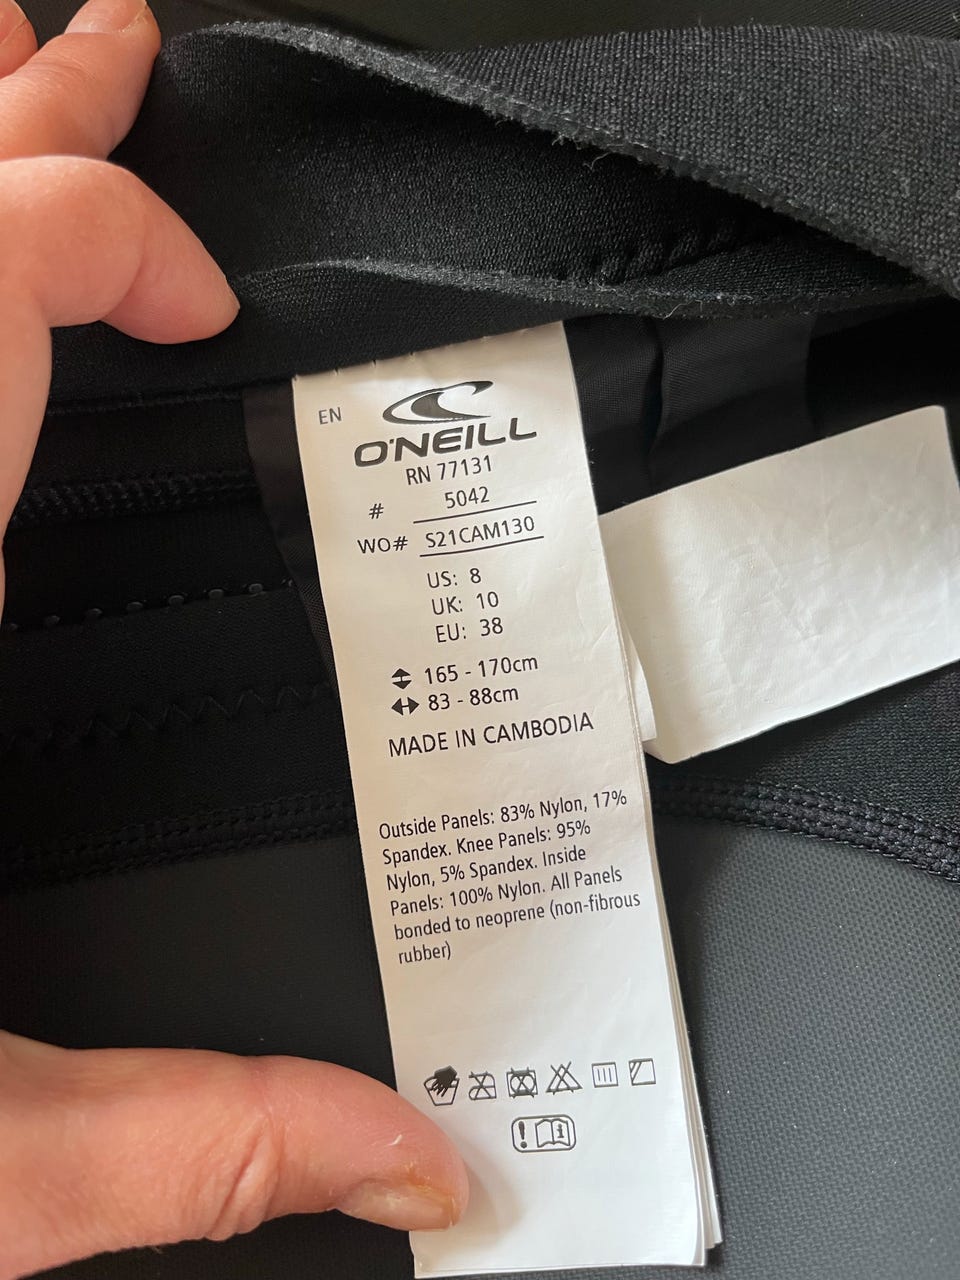 EN
O'NEILL
RN 77131
# 5042
WO# S21CAM130
US: 8
UK: 10
EU: 38
165 - 170cm
83 - 88cm
MADE IN CAMBODIA
Outside Panels: 83% Nylon, 17%
Spandex. Knee Panels: 95%
Nylon, 5% Spandex. Inside
Panels: 100% Nylon. All Panels
bonded to neoprene (non-fibrous
rubber)